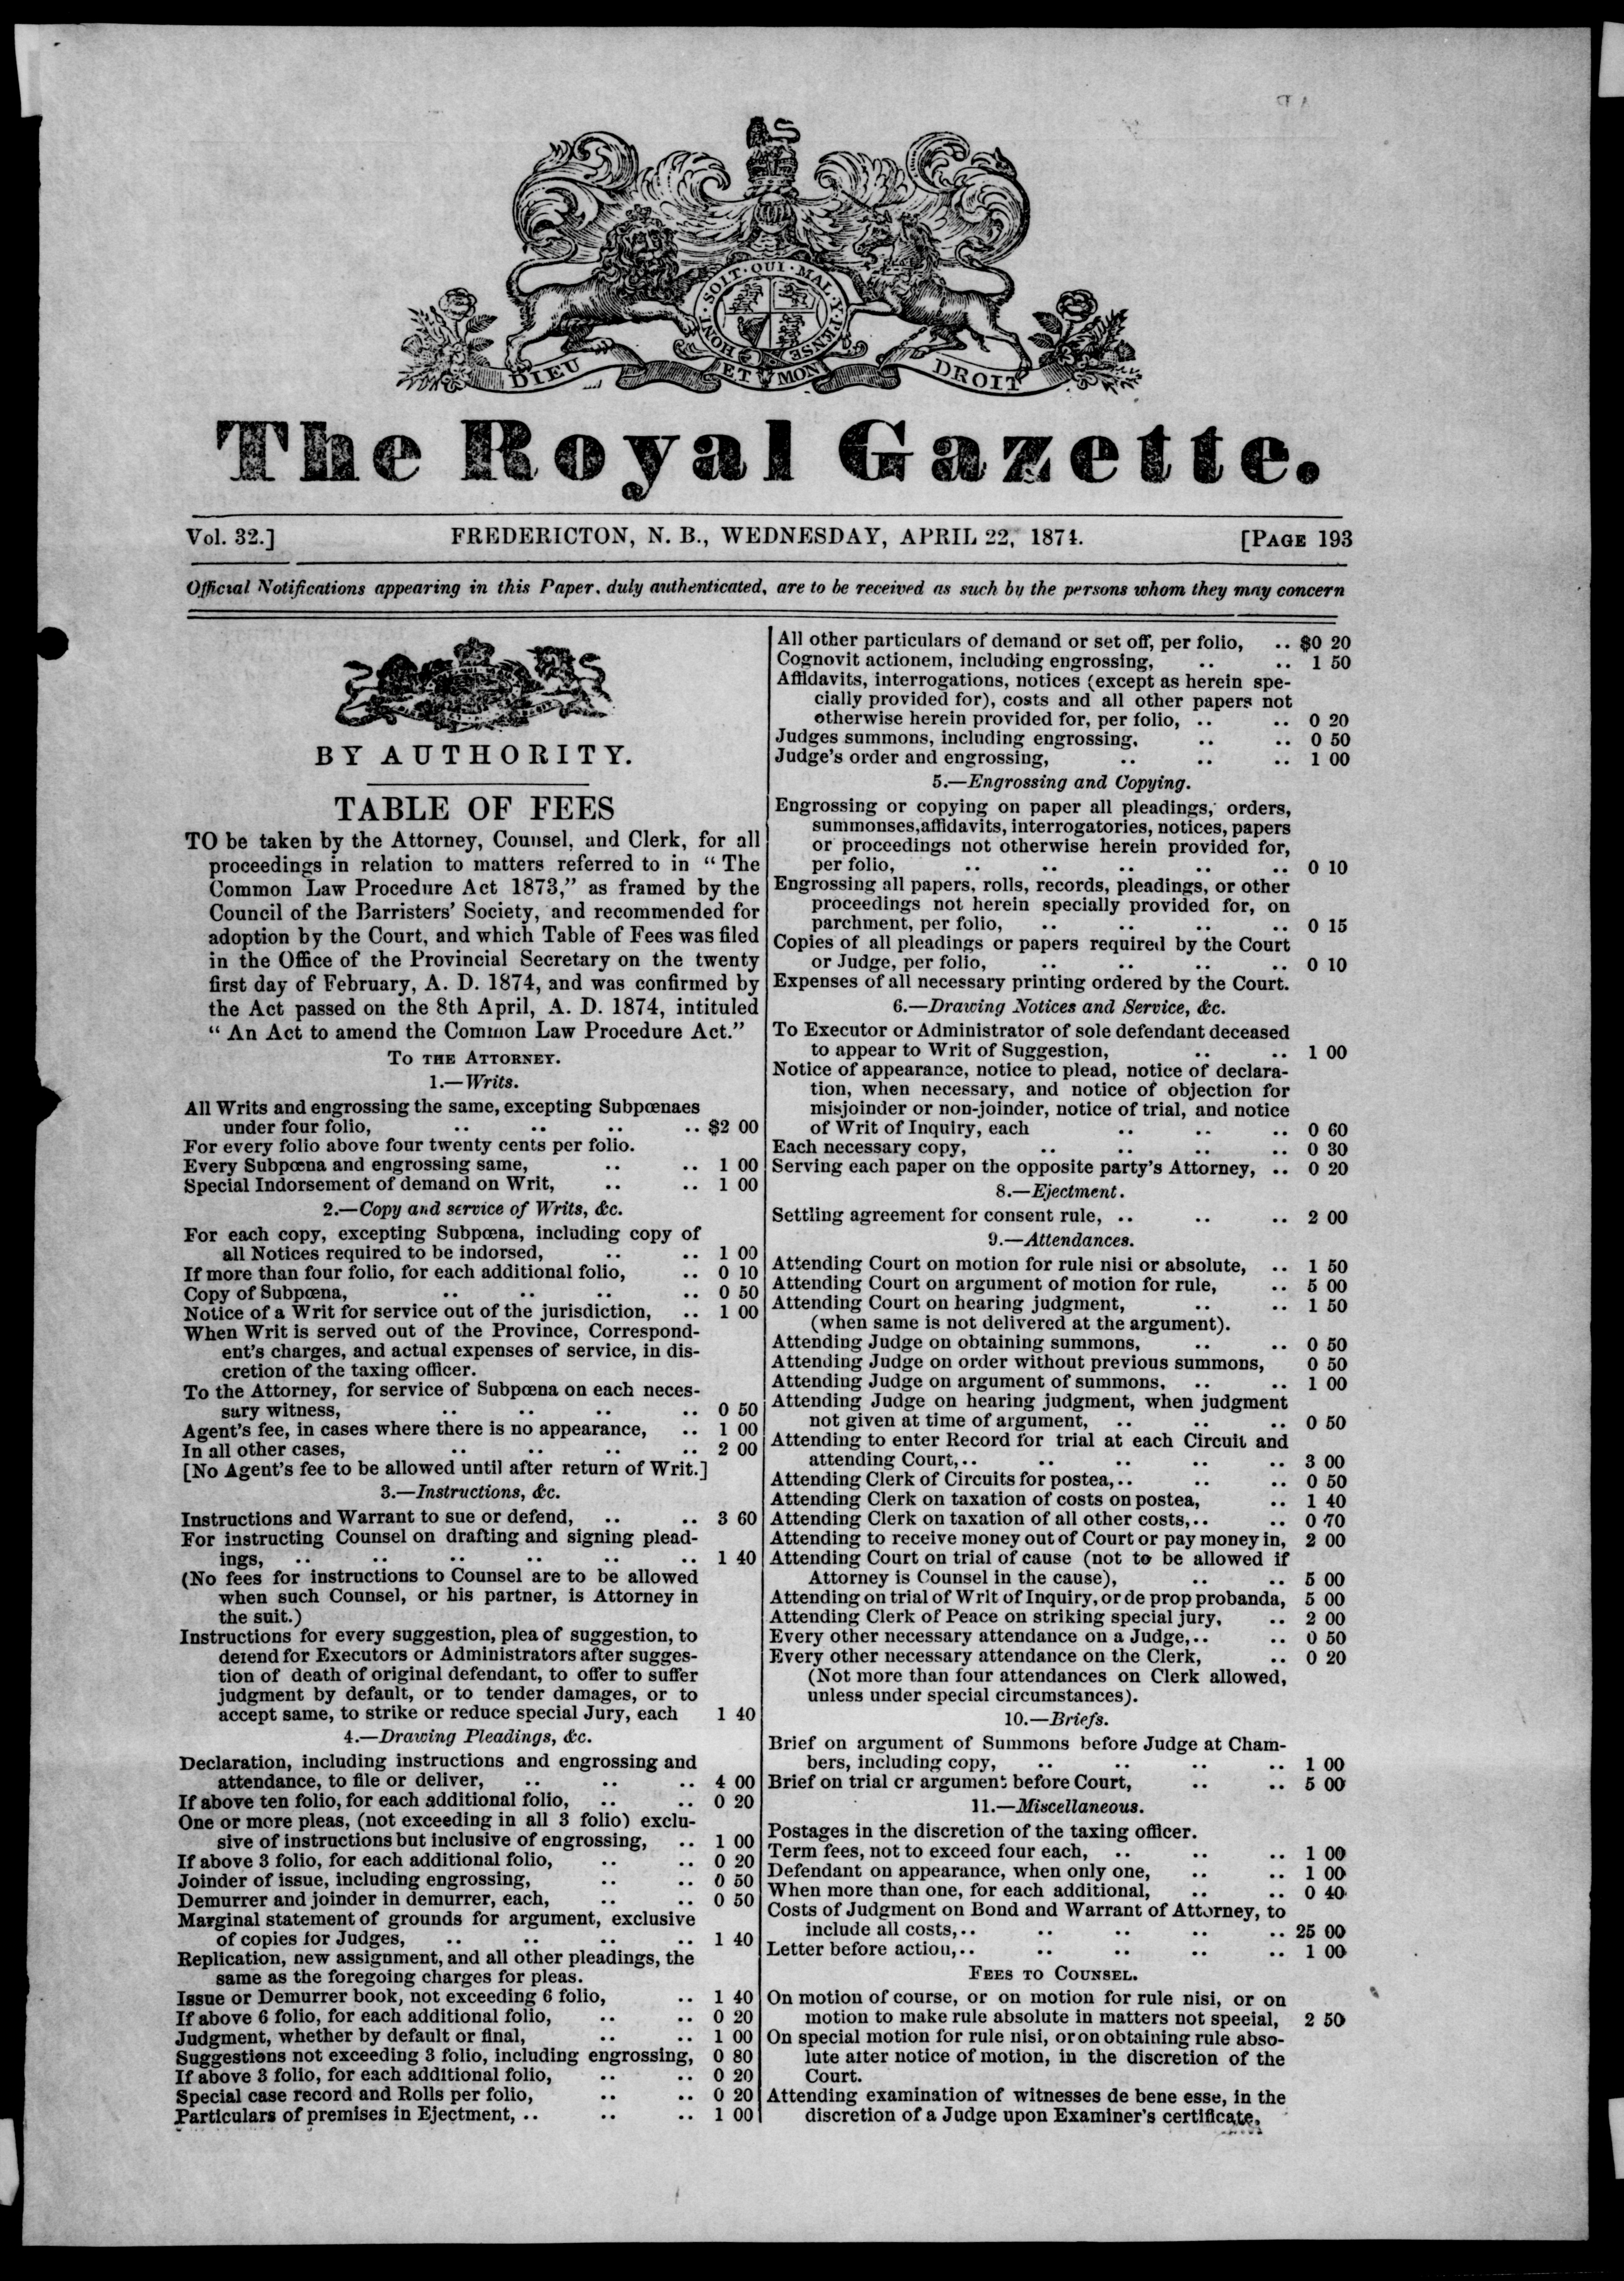 HONI·SOIT·QUI·MAL·Y·PENSE
DIEU ET MON DROIT
The Royal Gazette.
Vol. 32.] FREDERICTON, N. B., WEDNESDAY, APRIL 22, 1874. [PAGE 193
Official Notifications appearing in this Paper, duly authenticated, are to be received as such by the persons whom they may concern
BY AUTHORITY.
TABLE OF FEES
TO be taken by the Attorney, Counsel, and Clerk, for all
proceedings in relation to matters referred to in “ The
Common Law Procedure Act 1873,” as framed by the
Council of the Barristers’ Society, and recommended for
adoption by the Court, and which Table of Fees was filed
in the Office of the Provincial Secretary on the twenty
first day of February, A. D. 1874, and was confirmed by
the Act passed on the 8th April, A. D. 1874, intituled
“ An Act to amend the Common Law Procedure Act.”
TO THE ATTORNEY.
1.—Writs.
All Writs and engrossing the same, excepting Subpœnaes
under four folio, .. .. .. .. $2 00
For every folio above four twenty cents per folio.
Every Subpœna and engrossing same, .. .. 1 00
Special Indorsement of demand on Writ, .. .. 1 00
2.—Copy and service of Writs, &c.
For each copy, excepting Subpœna, including copy of
all Notices required to be indorsed, .. .. 1 00
If more than four folio, for each additional folio, .. 0 10
Copy of Subpœna, .. .. .. .. 0 50
Notice of a Writ for service out of the jurisdiction, .. 1 00
When Writ is served out of the Province, Correspond-
ent’s charges, and actual expenses of service, in dis-
cretion of the taxing officer.
To the Attorney, for service of Subpœna on each neces-
sary witness, .. .. .. .. 0 50
Agent’s fee, in cases where there is no appearance, .. 1 00
In all other cases, .. .. .. .. 2 00
[No Agent’s fee to be allowed until after return of Writ.]
3.—Instructions, &c.
Instructions and Warrant to sue or defend, .. .. 3 60
For instructing Counsel on drafting and signing plead-
ings, .. .. .. .. .. .. 1 40
(No fees for instructions to Counsel are to be allowed
when such Counsel, or his partner, is Attorney in
the suit.)
Instructions for every suggestion, plea of suggestion, to
defend for Executors or Administrators after sugges-
tion of death of original defendant, to offer to suffer
judgment by default, or to tender damages, or to
accept same, to strike or reduce special Jury, each 1 40
4.—Drawing Pleadings, &c.
Declaration, including instructions and engrossing and
attendance, to file or deliver, .. .. .. 4 00
If above ten folio, for each additional folio, .. .. 0 20
One or more pleas, (not exceeding in all 3 folio) exclu-
sive of instructions but inclusive of engrossing, .. 1 00
If above 3 folio, for each additional folio, .. .. 0 20
Joinder of issue, including engrossing, .. .. 0 50
Demurrer and joinder in demurrer, each, .. .. 0 50
Marginal statement of grounds for argument, exclusive
of copies for Judges, .. .. .. .. 1 40
Replication, new assignment, and all other pleadings, the
same as the foregoing charges for pleas.
Issue or Demurrer book, not exceeding 6 folio, .. 1 40
If above 6 folio, for each additional folio, .. .. 0 20
Judgment, whether by default or final, .. .. 1 00
Suggestions not exceeding 3 folio, including engrossing, 0 80
If above 3 folio, for each additional folio, .. .. 0 20
Special case record and Rolls per folio, .. .. 0 20
Particulars of premises in Ejectment, .. .. .. 1 00
All other particulars of demand or set off, per folio, .. $0 20
Cognovit actionem, including engrossing, .. .. 1 50
Affidavits, interrogations, notices (except as herein spe-
cially provided for), costs and all other papers not
otherwise herein provided for, per folio, .. .. 0 20
Judges summons, including engrossing, .. .. 0 50
Judge’s order and engrossing, .. .. .. 1 00
5.—Engrossing and Copying.
Engrossing or copying on paper all pleadings, orders,
summonses,affidavits, interrogatories, notices, papers
or proceedings not otherwise herein provided for,
per folio, .. .. .. .. .. 0 10
Engrossing all papers, rolls, records, pleadings, or other
proceedings not herein specially provided for, on
parchment, per folio, .. .. .. .. 0 15
Copies of all pleadings or papers required by the Court
or Judge, per folio, .. .. .. .. 0 10
Expenses of all necessary printing ordered by the Court.
6.—Drawing Notices and Service, &c.
To Executor or Administrator of sole defendant deceased
to appear to Writ of Suggestion, .. .. 1 00
Notice of appearance, notice to plead, notice of declara-
tion, when necessary, and notice of objection for
misjoinder or non-joinder, notice of trial, and notice
of Writ of Inquiry, each .. .. .. 0 60
Each necessary copy, .. .. .. .. 0 30
Serving each paper on the opposite party’s Attorney, .. 0 20
8.—Ejectment.
Settling agreement for consent rule, .. .. .. 2 00
9.—Attendances.
Attending Court on motion for rule nisi or absolute, .. 1 50
Attending Court on argument of motion for rule, .. 5 00
Attending Court on hearing judgment, .. .. 1 50
(when same is not delivered at the argument).
Attending Judge on obtaining summons, .. .. 0 50
Attending Judge on order without previous summons, 0 50
Attending Judge on argument of summons, .. .. 1 00
Attending Judge on hearing judgment, when judgment
not given at time of argument, .. .. .. 0 50
Attending to enter Record for trial at each Circuit and
attending Court,.. .. .. .. .. 3 00
Attending Clerk of Circuits for postea,.. .. .. 0 50
Attending Clerk on taxation of costs on postea, .. 1 40
Attending Clerk on taxation of all other costs,.. .. 0 70
Attending to receive money out of Court or pay money in, 2 00
Attending Court on trial of cause (not to be allowed if
Attorney is Counsel in the cause), .. .. 5 00
Attending on trial of Writ of Inquiry, or de prop probanda, 5 00
Attending Clerk of Peace on striking special jury, .. 2 00
Every other necessary attendance on a Judge,.. .. 0 50
Every other necessary attendance on the Clerk, .. 0 20
(Not more than four attendances on Clerk allowed,
unless under special circumstances).
10.—Briefs.
Brief on argument of Summons before Judge at Cham-
bers, including copy, .. .. .. .. 1 00
Brief on trial or argument before Court, .. .. 5 00
11.—Miscellaneous.
Postages in the discretion of the taxing officer.
Term fees, not to exceed four each, .. .. .. 1 00
Defendant on appearance, when only one, .. .. 1 00
When more than one, for each additional, .. .. 0 40
Costs of Judgment on Bond and Warrant of Attorney, to
include all costs,.. .. .. .. .. 25 00
Letter before action,.. .. .. .. .. 1 00
FEES TO COUNSEL.
On motion of course, or on motion for rule nisi, or on
motion to make rule absolute in matters not special, 2 50
On special motion for rule nisi, or on obtaining rule abso-
lute after notice of motion, in the discretion of the
Court.
Attending examination of witnesses de bene esse, in the
discretion of a Judge upon Examiner’s certificate,